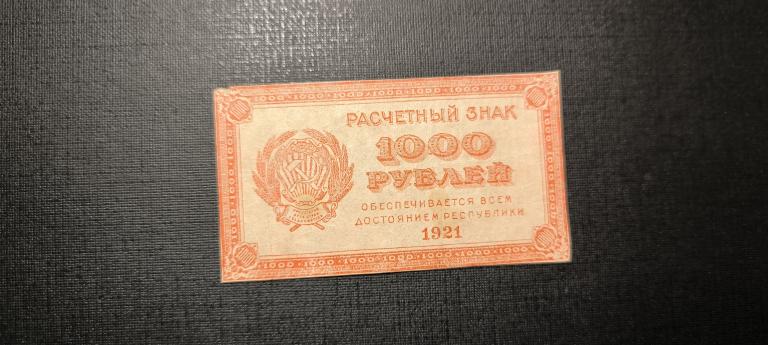 РАСЧЕТНЫЙ ЗНАК
1000
РУБЛЕЙ
ОБЕСПЕЧИВАЕТСЯ ВСЕМ
ДОСТОЯНИЕМ РЕСПУБЛИКИ
1921